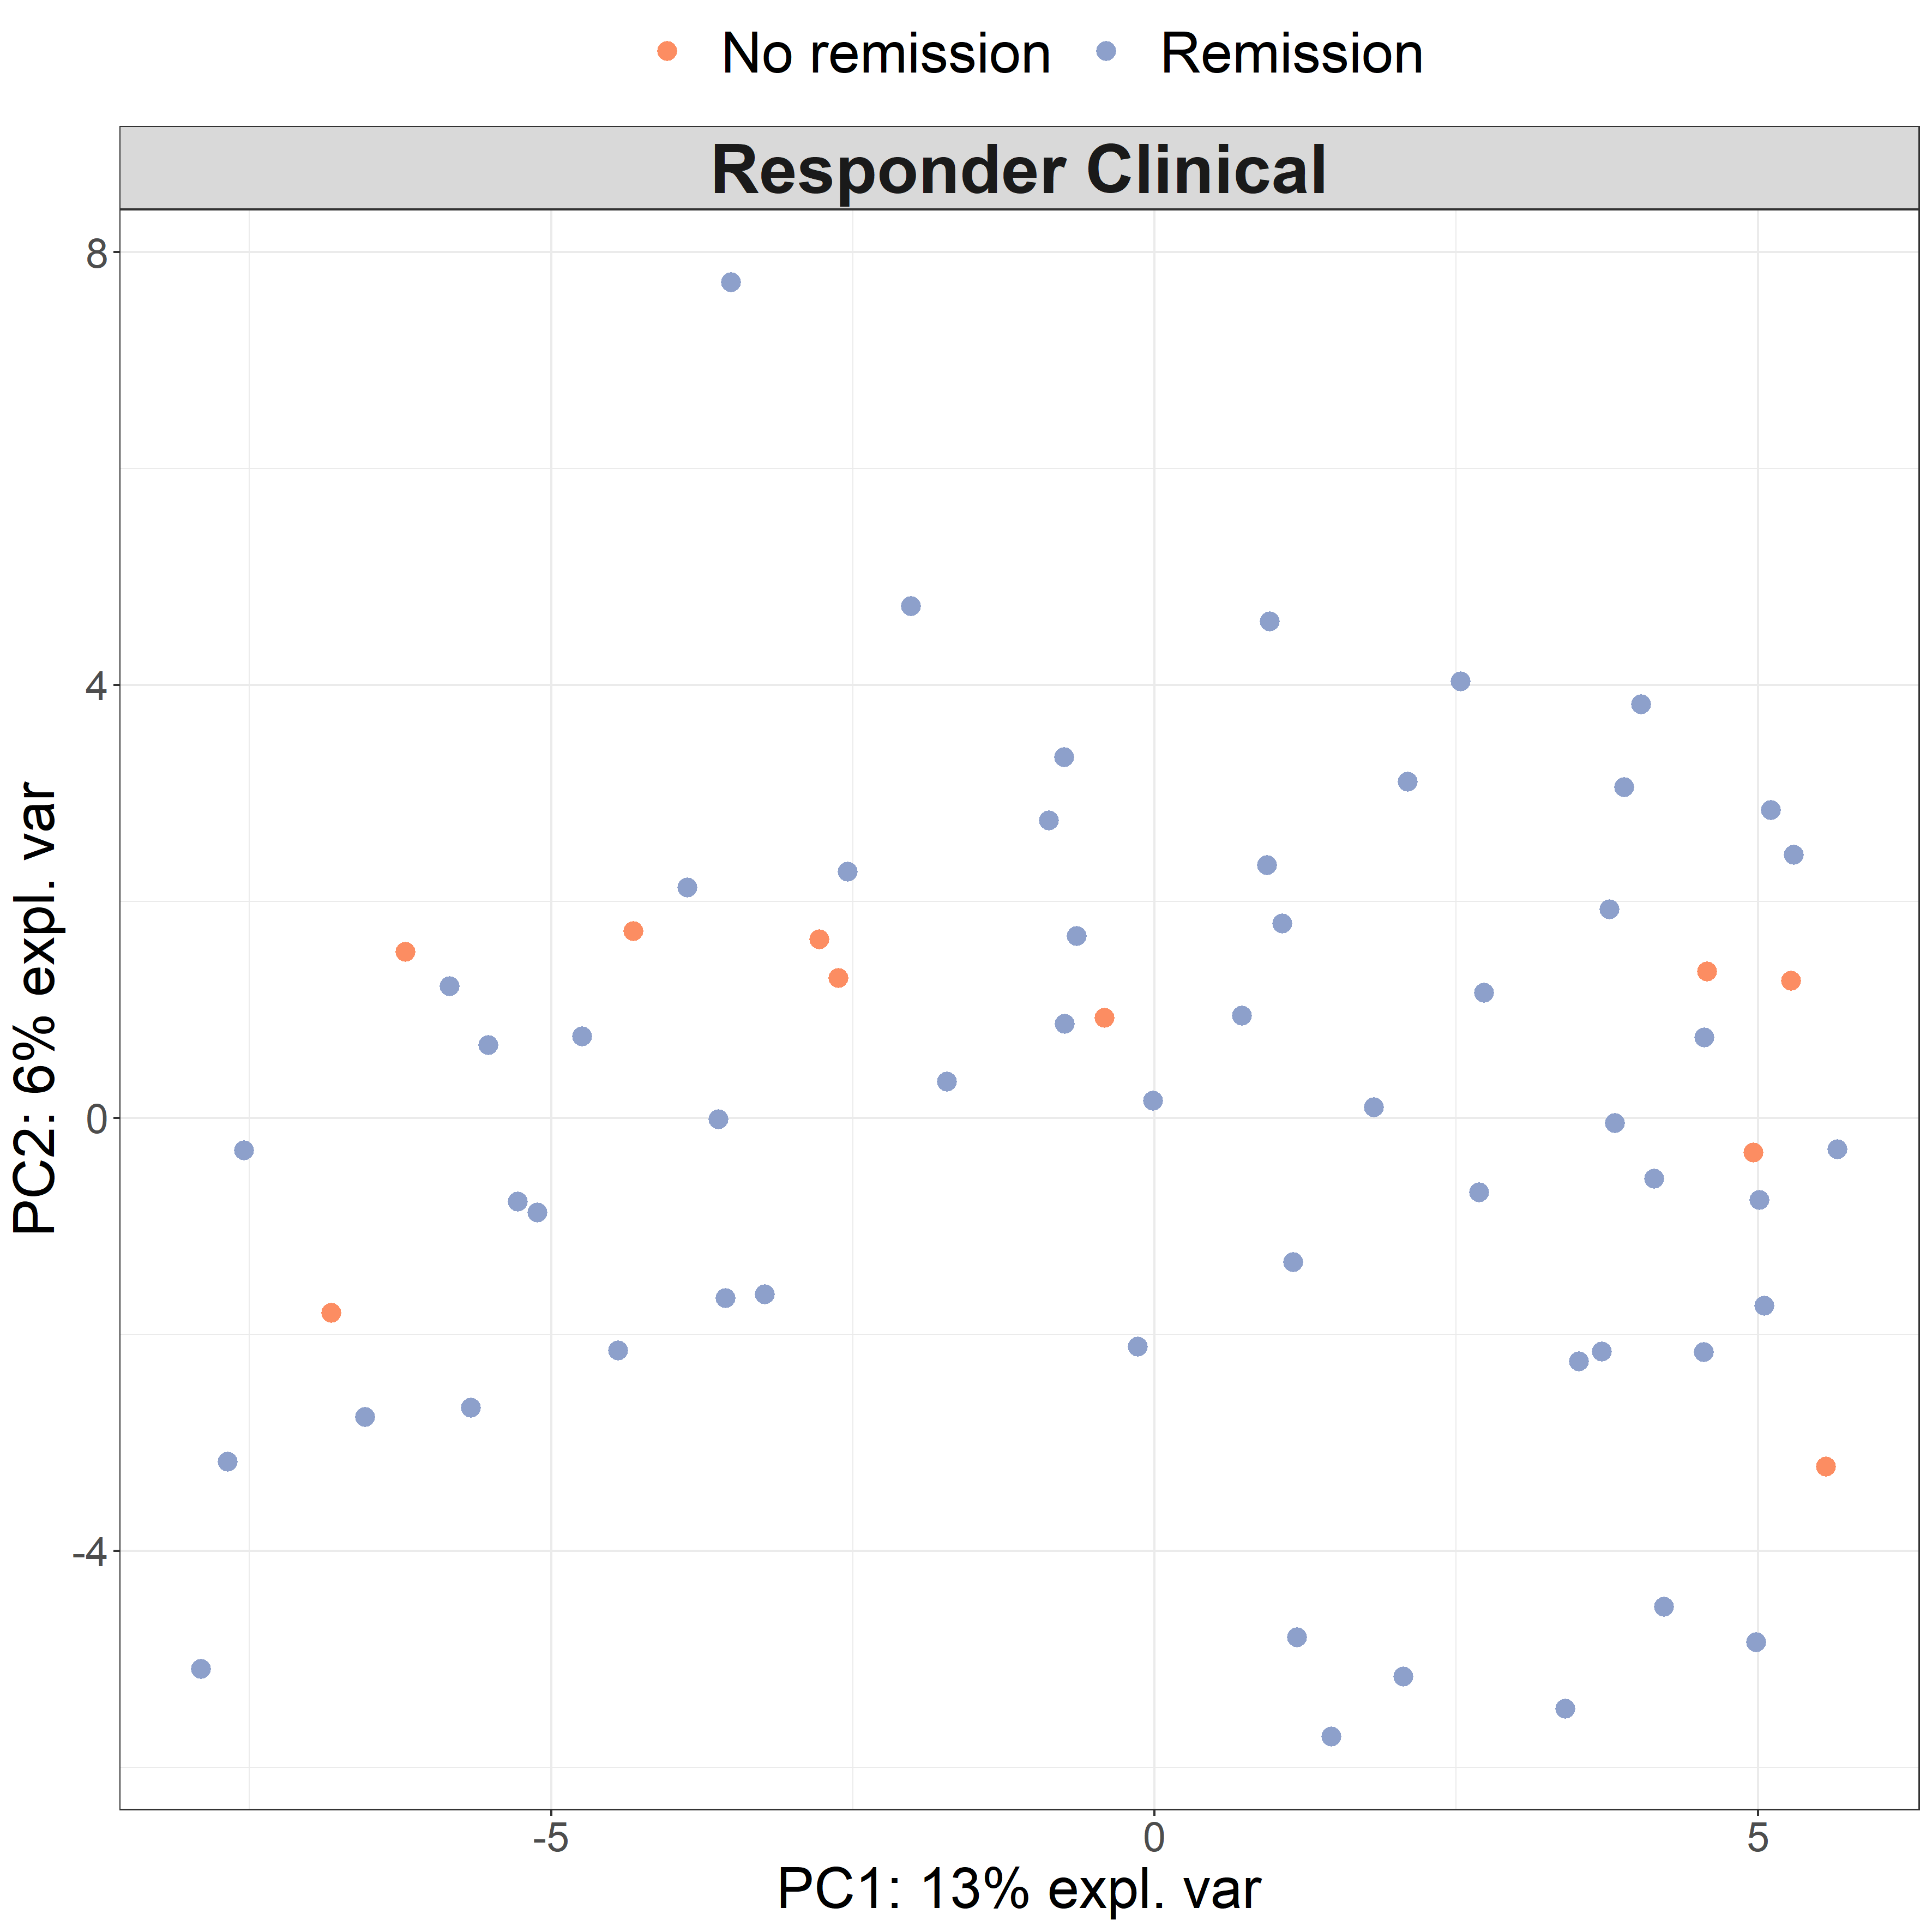 No remission Remission
Responder Clinical
8
4
0
-4
PC2: 6% expl. var
-5 0 5
PC1: 13% expl. var